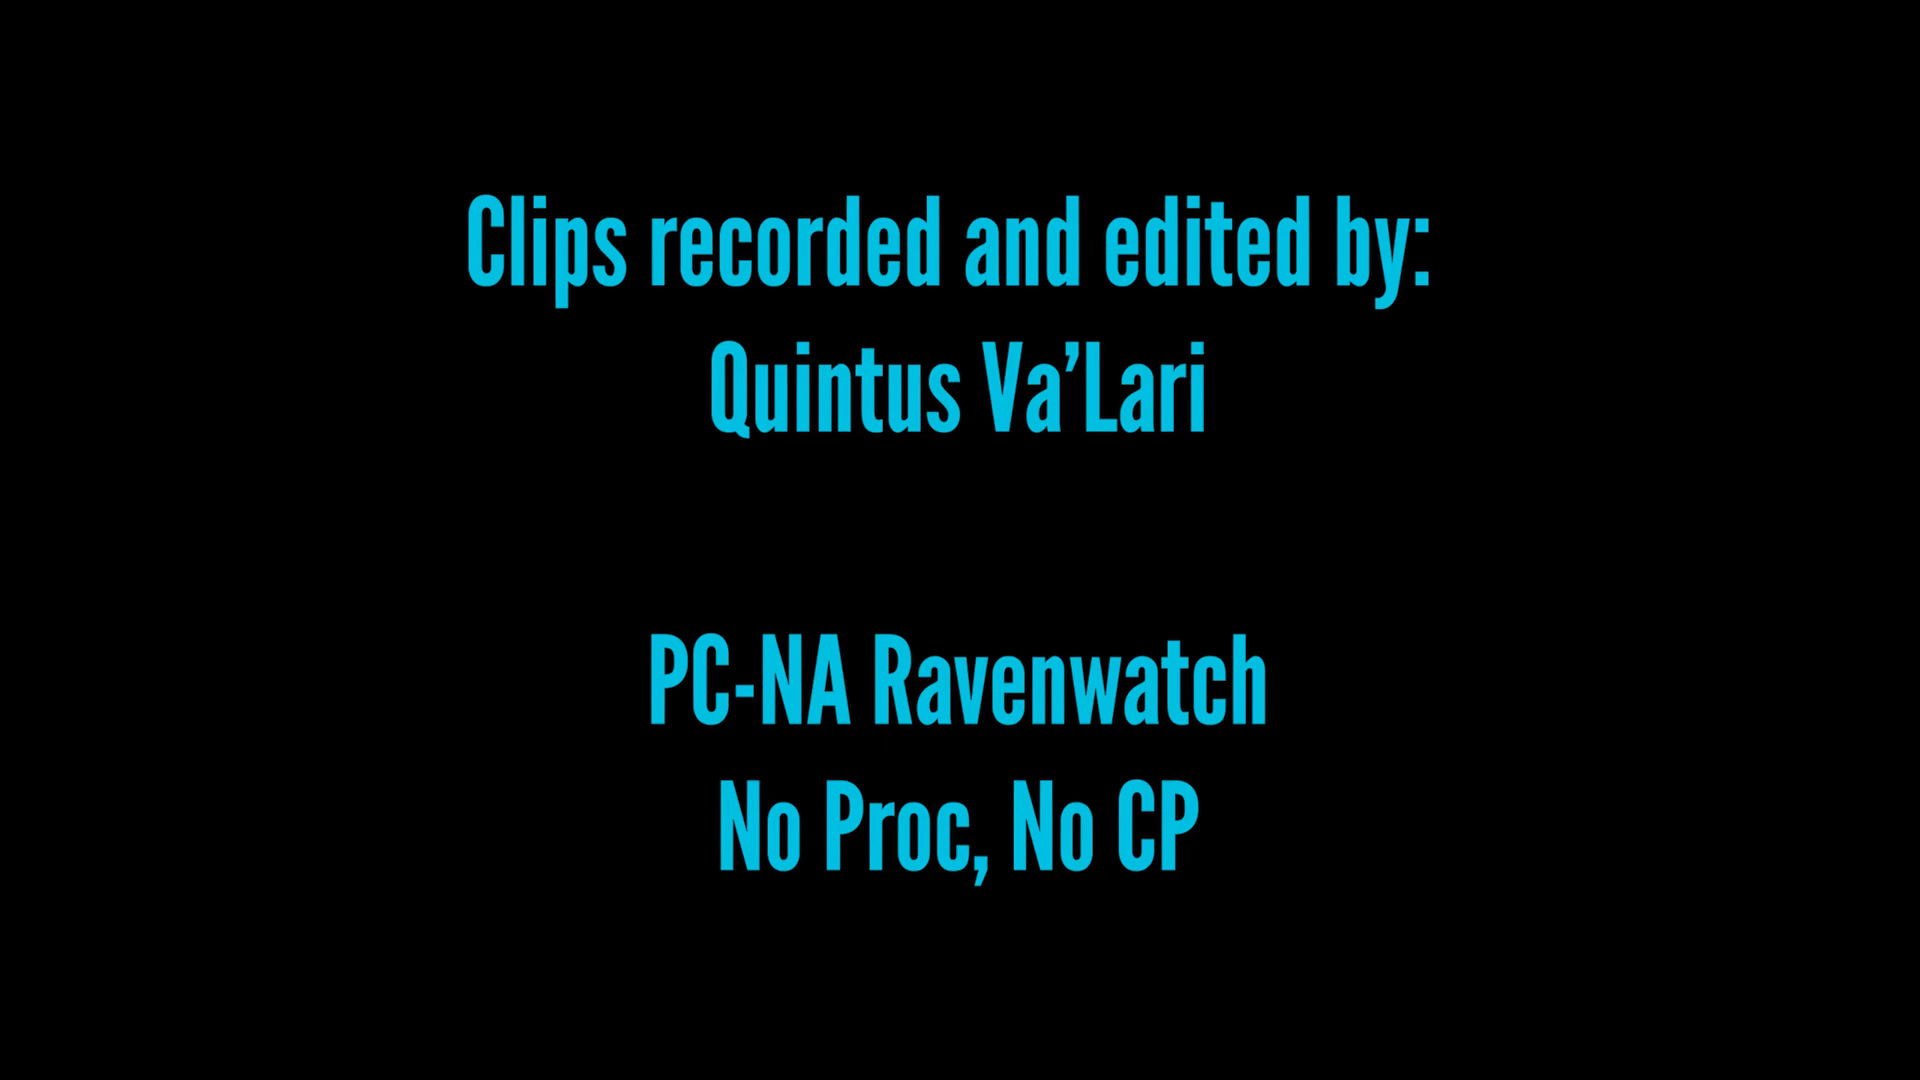 Clips recorded and edited by:
Quintus Va’Lari
PC-NA Ravenwatch
No Proc, No CP